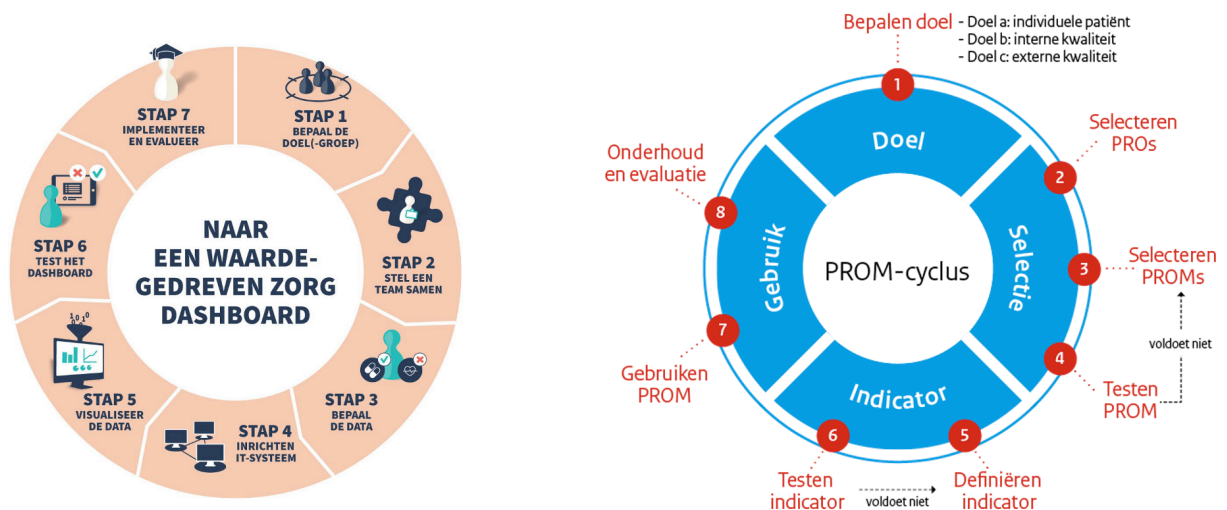 STAP 1
BEPAAL DE
DOEL(-GROEP)
STAP 2
STEL EEN
TEAM SAMEN
STAP 3
BEPAAL
DE DATA
STAP 4
INRICHTEN
IT-SYSTEEM
1010
STAP 5
VISUALISEER
DE DATA
STAP 6
TEST HET
DASHBOARD
STAP 7
IMPLEMENTEER
EN EVALUEER
NAAR
EEN WAARDE-
GEDREVEN ZORG
DASHBOARD
Bepalen doel
- Doel a: individuele patiënt
- Doel b: interne kwaliteit
- Doel c: externe kwaliteit
1
Doel
Selecteren
PROs
2
Selectie
3
Selecteren
PROMs
voldoet niet
4
Testen
PROM
5
Definiëren
indicator
voldoet niet
Indicator
6
Testen
indicator
7
Gebruiken
PROM
Gebruik
8
Onderhoud
en evaluatie
PROM-cyclus